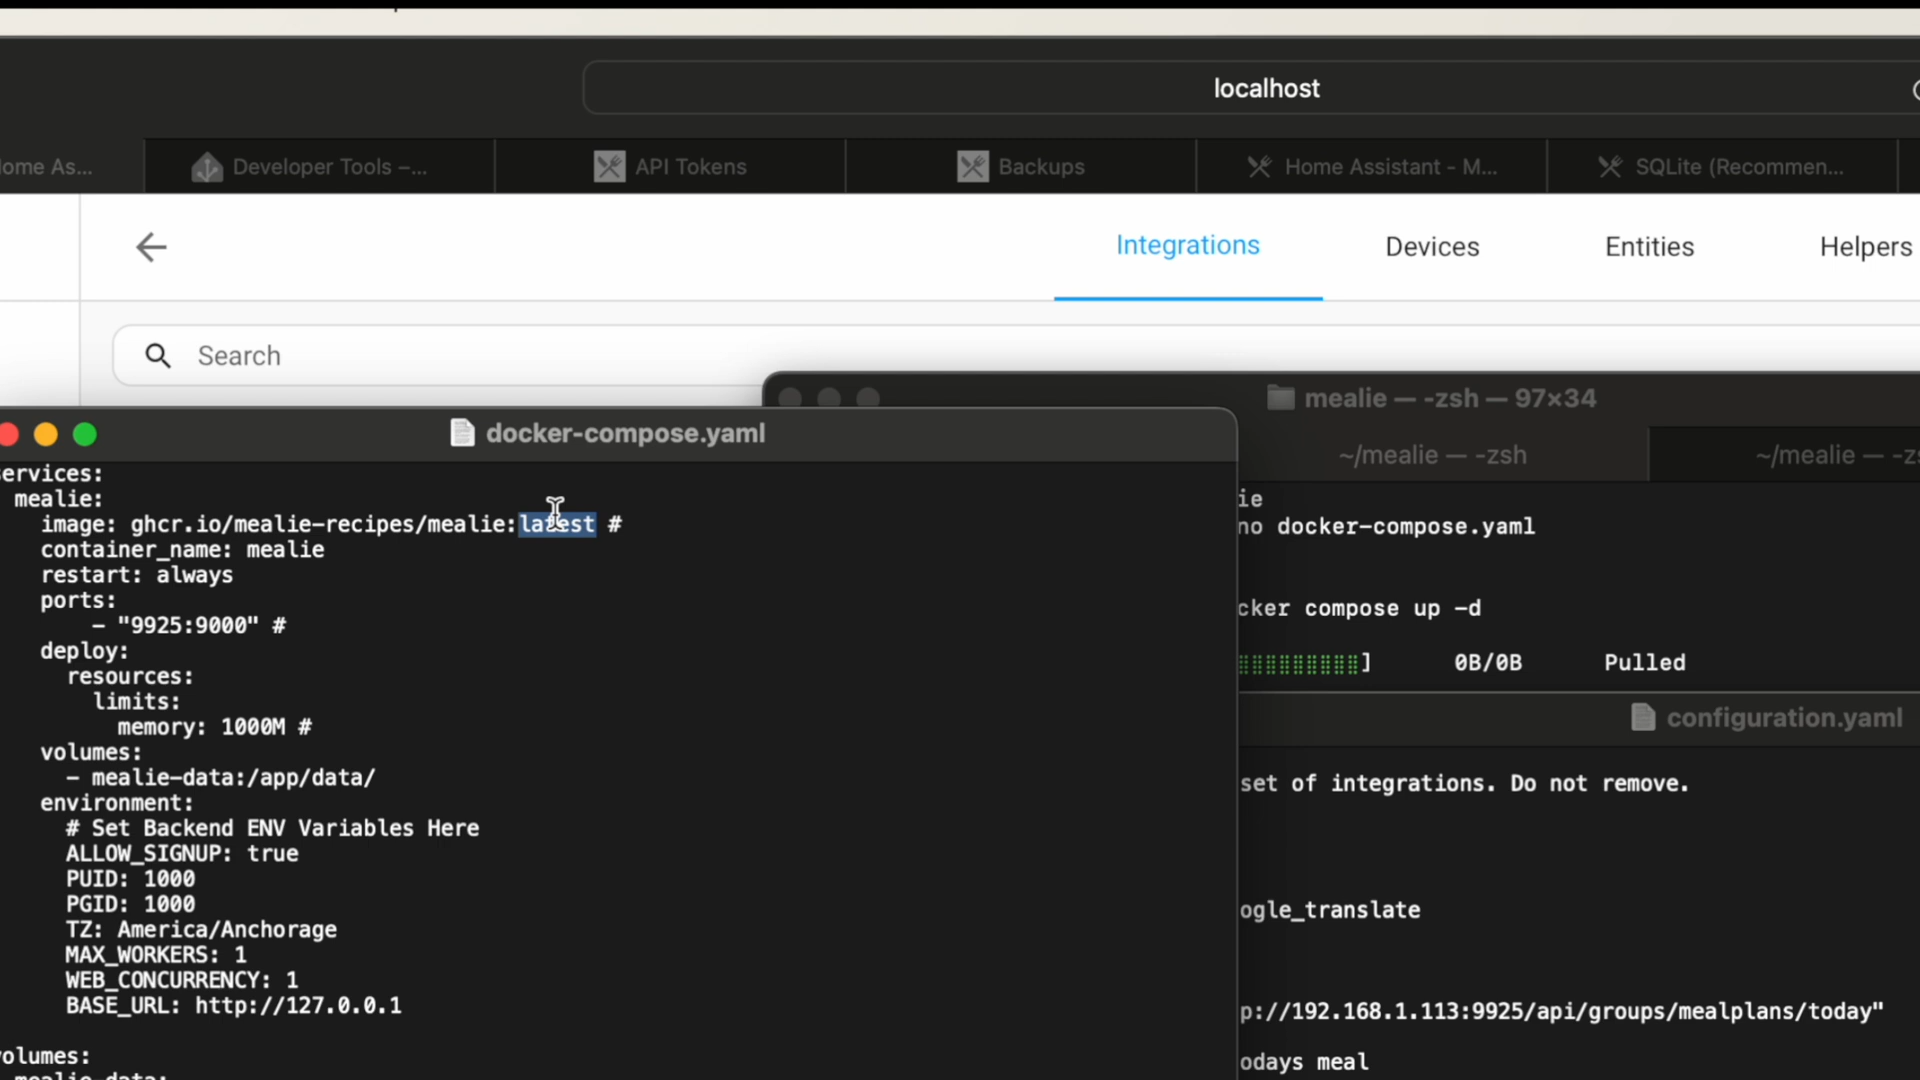 localhost
ome As...
Developer Tools –...
API Tokens
Backups
Home Assistant - M...
SQLite (Recommen...
Integrations
Devices
Entities
Helpers
Search
mealie — -zsh — 97×34
~/mealie — -zsh
~/mealie — -zs
ie
no docker-compose.yaml
cker compose up -d
] 0B/0B Pulled
docker-compose.yaml
ervices:
mealie:
image: ghcr.io/mealie-recipes/mealie:latest #
container_name: mealie
restart: always
ports:
- "9925:9000" #
deploy:
resources:
limits:
memory: 1000M #
volumes:
- mealie-data:/app/data/
environment:
# Set Backend ENV Variables Here
ALLOW_SIGNUP: true
PUID: 1000
PGID: 1000
TZ: America/Anchorage
MAX_WORKERS: 1
WEB_CONCURRENCY: 1
BASE_URL: http://127.0.0.1
olumes:
mealie-data:
configuration.yaml
set of integrations. Do not remove.
ogle_translate
p://192.168.1.113:9925/api/groups/mealplans/today"
odays meal